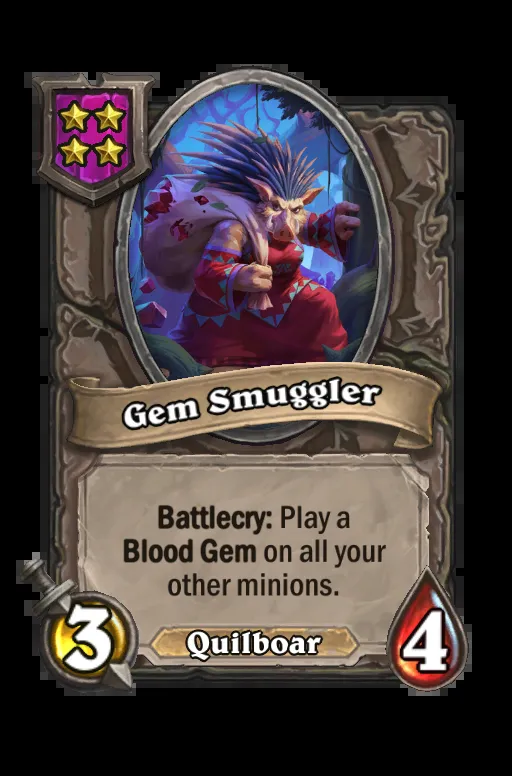 Gem Smuggler
Battlecry: Play a
Blood Gem on all your
other minions.
3
Quilboar
4